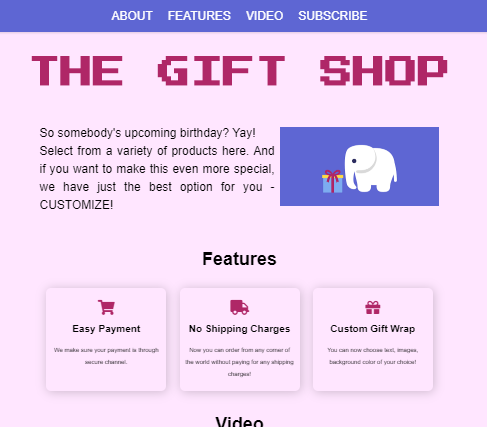 ABOUT FEATURES VIDEO SUBSCRIBE
THE GIFT SHOP
So somebody's upcoming birthday? Yay!
Select from a variety of products here. And
if you want to make this even more special,
we have just the best option for you -
CUSTOMIZE!
Features
Easy Payment
We make sure your payment is through
secure channel.
No Shipping Charges
Now you can order from any corner of
the world without paying for any shipping
charges!
Custom Gift Wrap
You can now choose text, images,
background color of your choice!
Video